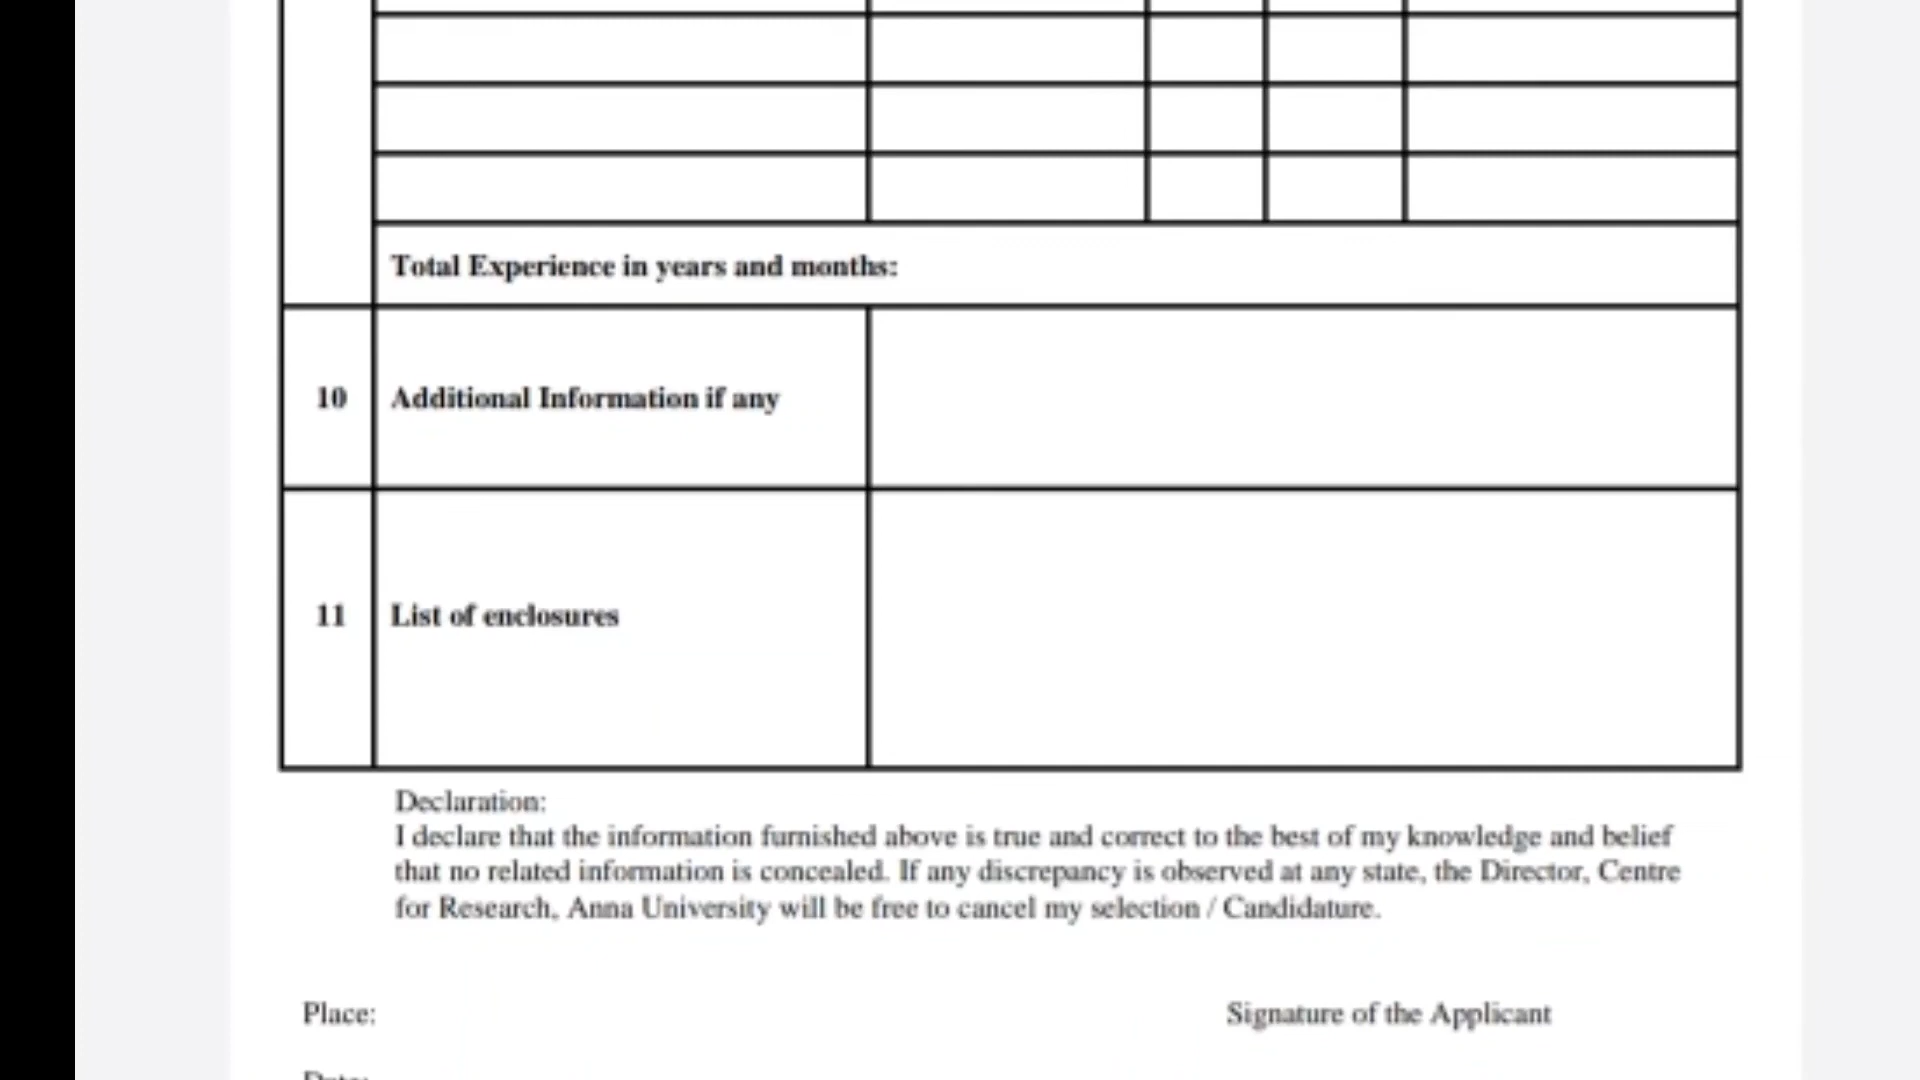 Total Experience in years and months:
10 Additional Information if any
11 List of enclosures
Declaration:
I declare that the information furnished above is true and correct to the best of my knowledge and belief
that no related information is concealed. If any discrepancy is observed at any state, the Director, Centre
for Research, Anna University will be free to cancel my selection / Candidature.
Place: Signature of the Applicant